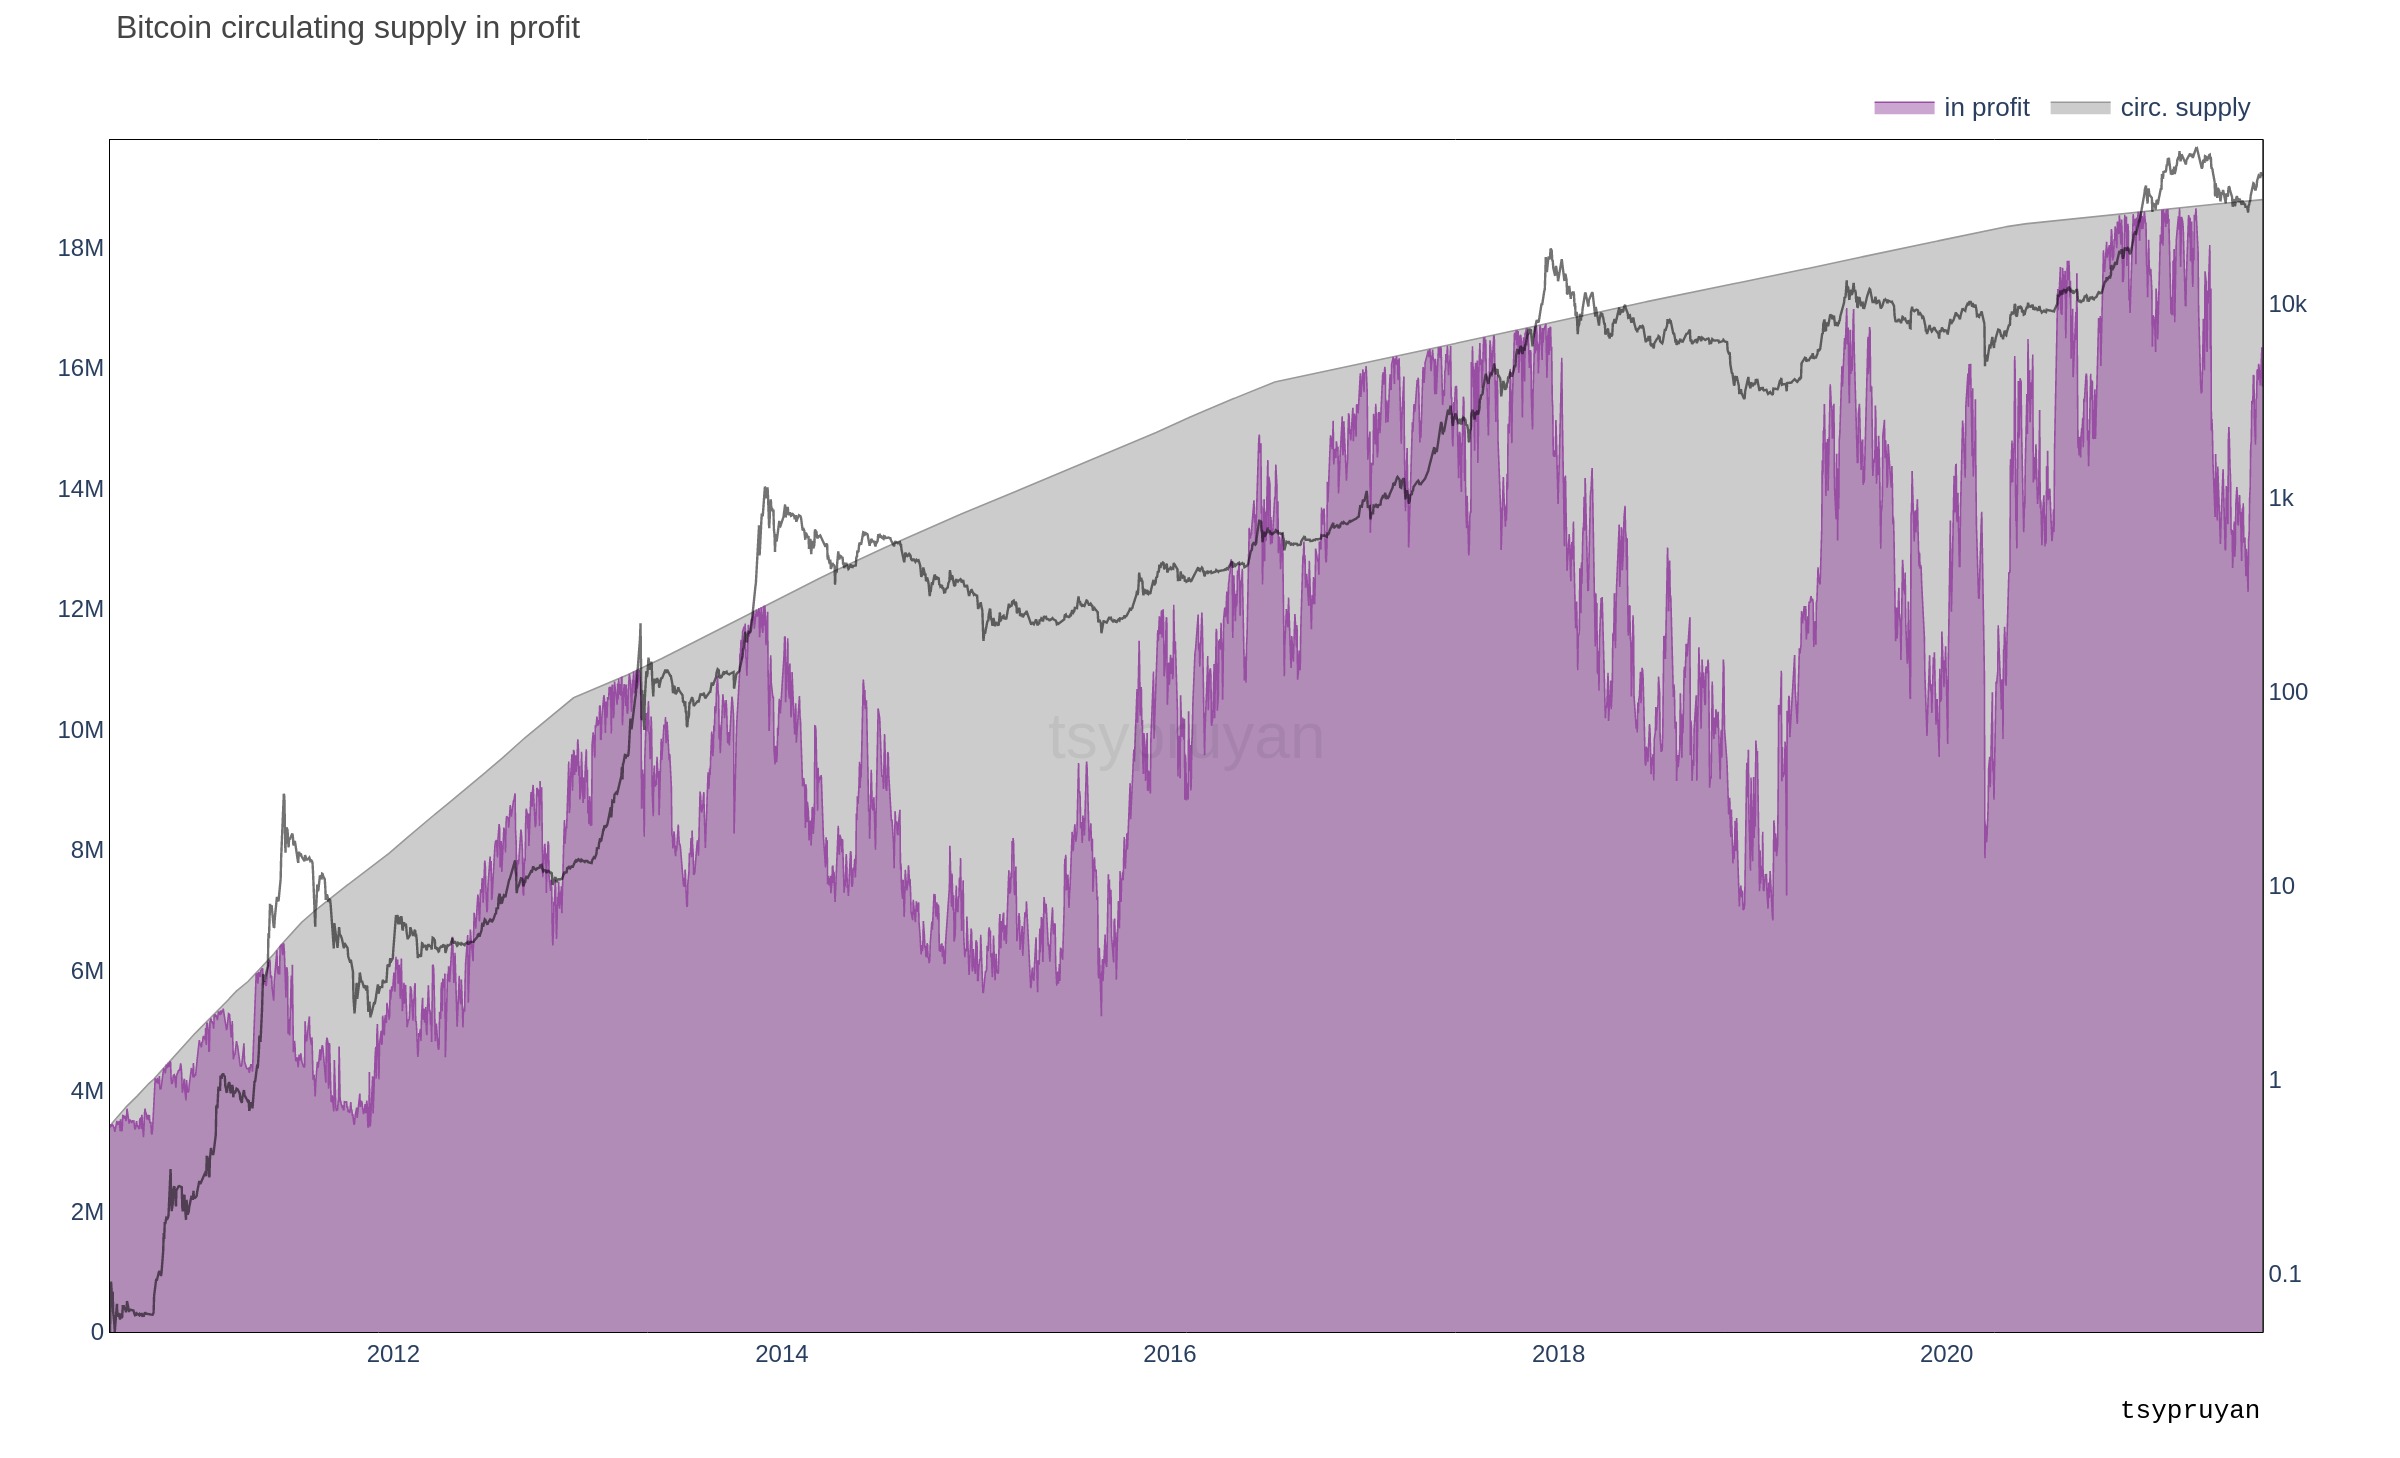 Bitcoin circulating supply in profit
in profit
circ. supply
18M
16M
14M
12M
10M
8M
6M
4M
2M
0
10k
1k
100
10
1
0.1
tsypruyan
2012
2014
2016
2018
2020
tsypruyan